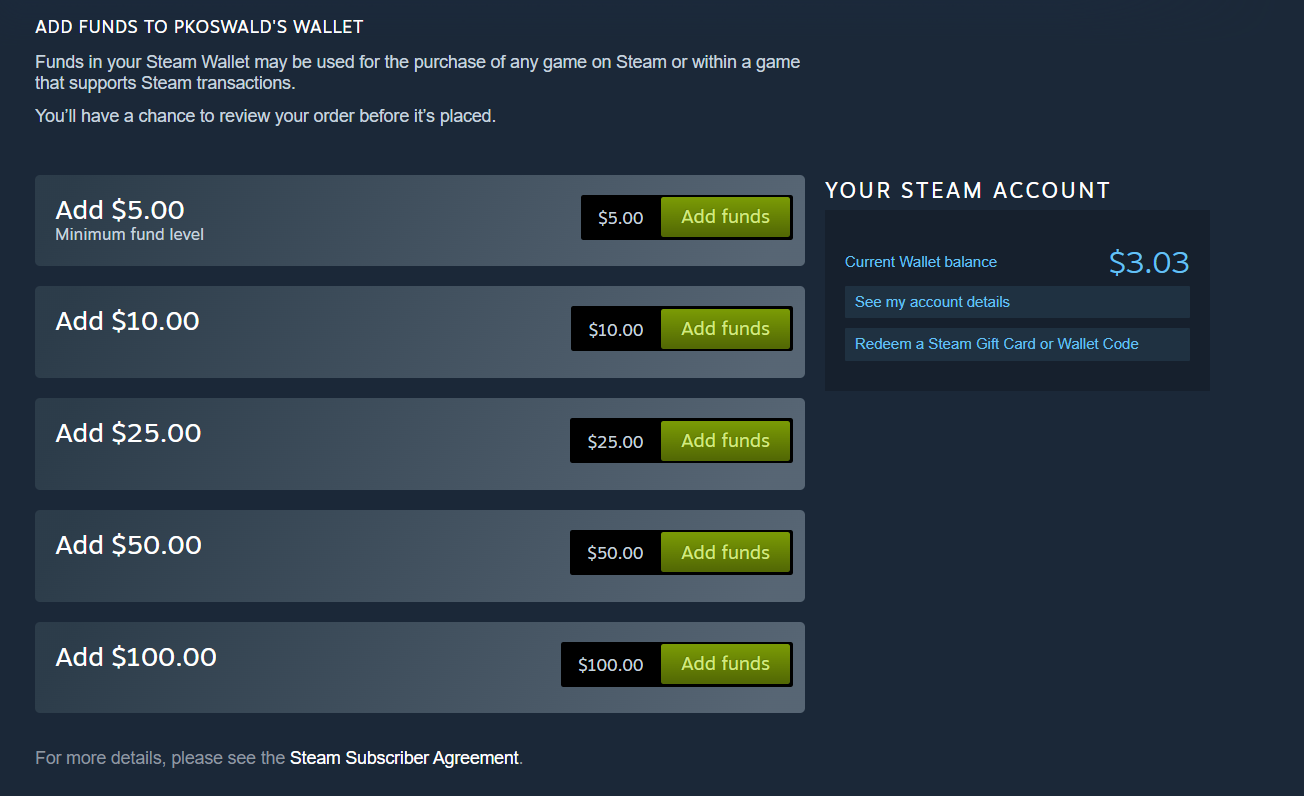 ADD FUNDS TO PKOSWALD'S WALLET
Funds in your Steam Wallet may be used for the purchase of any game on Steam or within a game
that supports Steam transactions.
You’ll have a chance to review your order before it’s placed.
Add $5.00
Minimum fund level
$5.00 Add funds
Add $10.00
$10.00 Add funds
Add $25.00
$25.00 Add funds
Add $50.00
$50.00 Add funds
Add $100.00
$100.00 Add funds
For more details, please see the Steam Subscriber Agreement.
YOUR STEAM ACCOUNT
Current Wallet balance $3.03
See my account details
Redeem a Steam Gift Card or Wallet Code